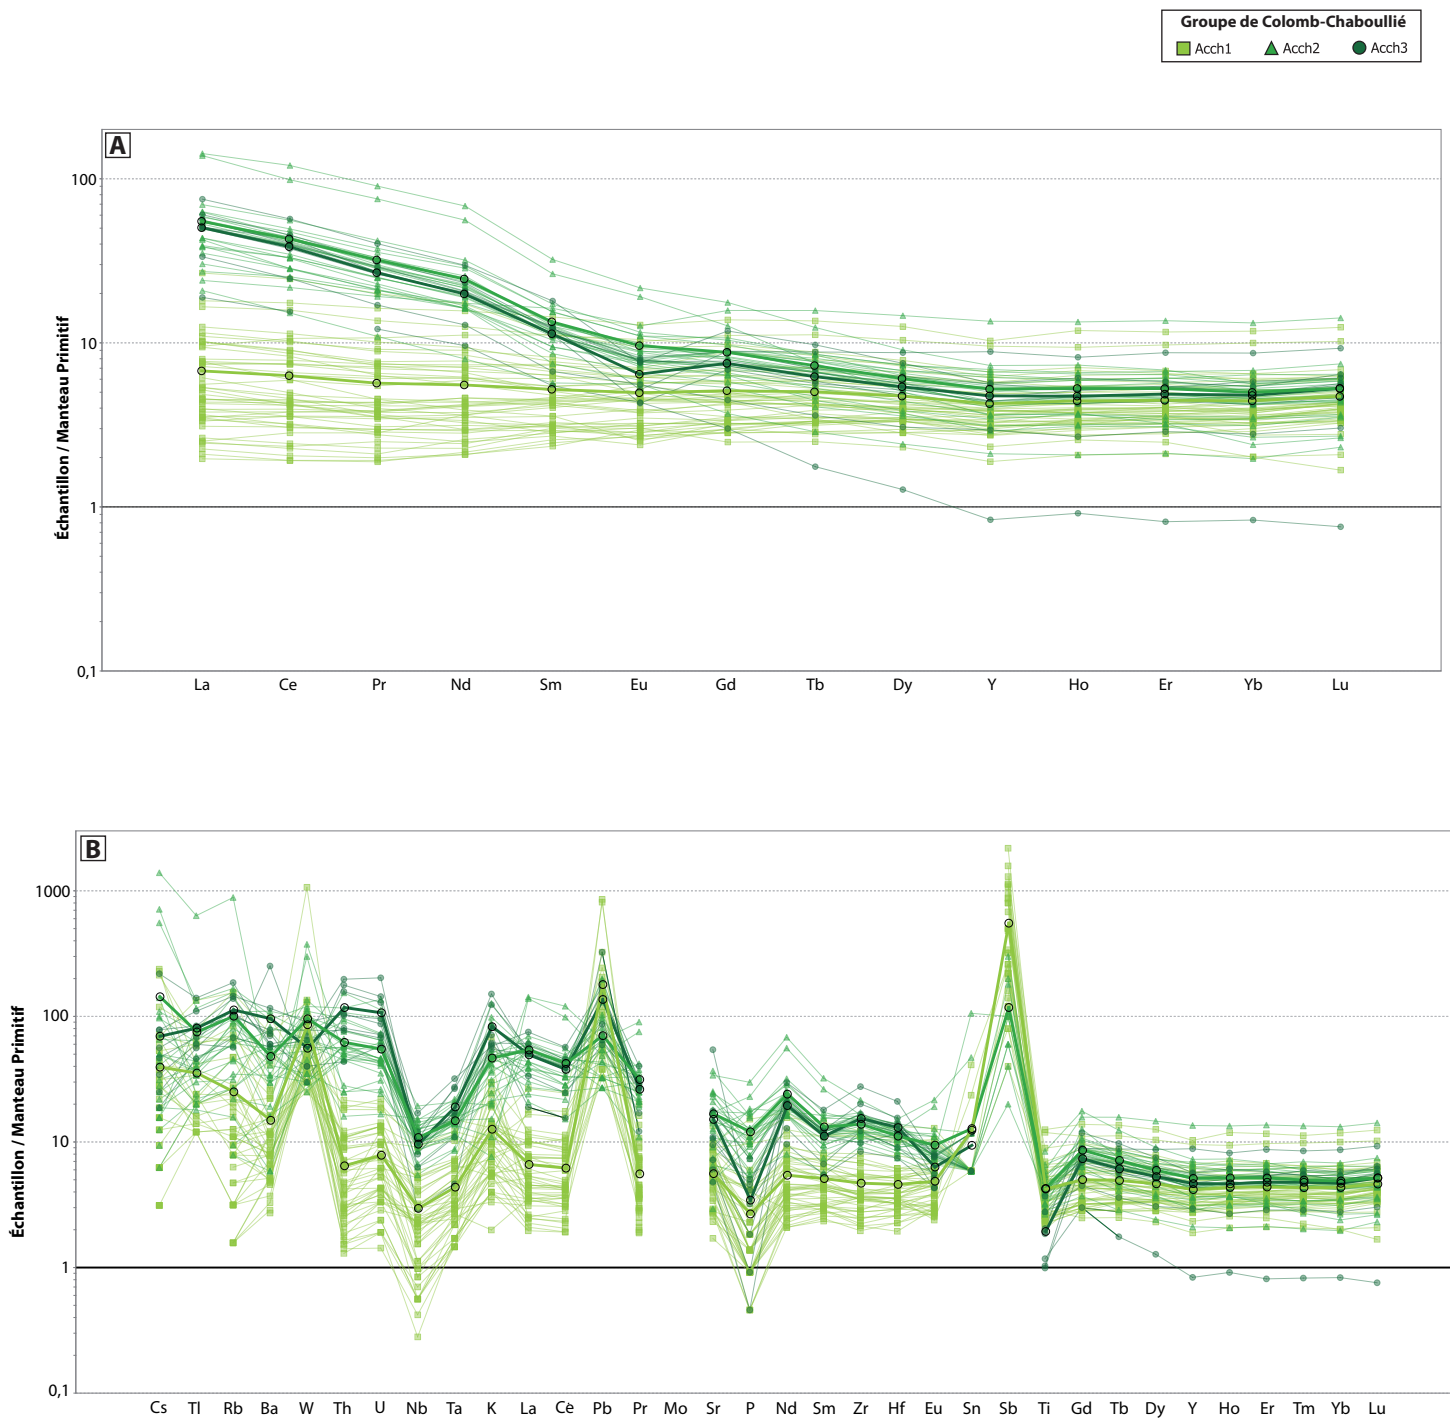 Groupe de Colomb-Chaboullié
Acch1 Acch2 Acch3
A
Échantillon / Manteau Primitif
100
10
1
0,1
La Ce Pr Nd Sm Eu Gd Tb Dy Y Ho Er Yb Lu
B
Échantillon / Manteau Primitif
1000
100
10
1
0,1
Cs Tl Rb Ba W Th U Nb Ta K La Ce Pb Pr Mo Sr P Nd Sm Zr Hf Eu Sn Sb Ti Gd Tb Dy Y Ho Er Tm Yb Lu